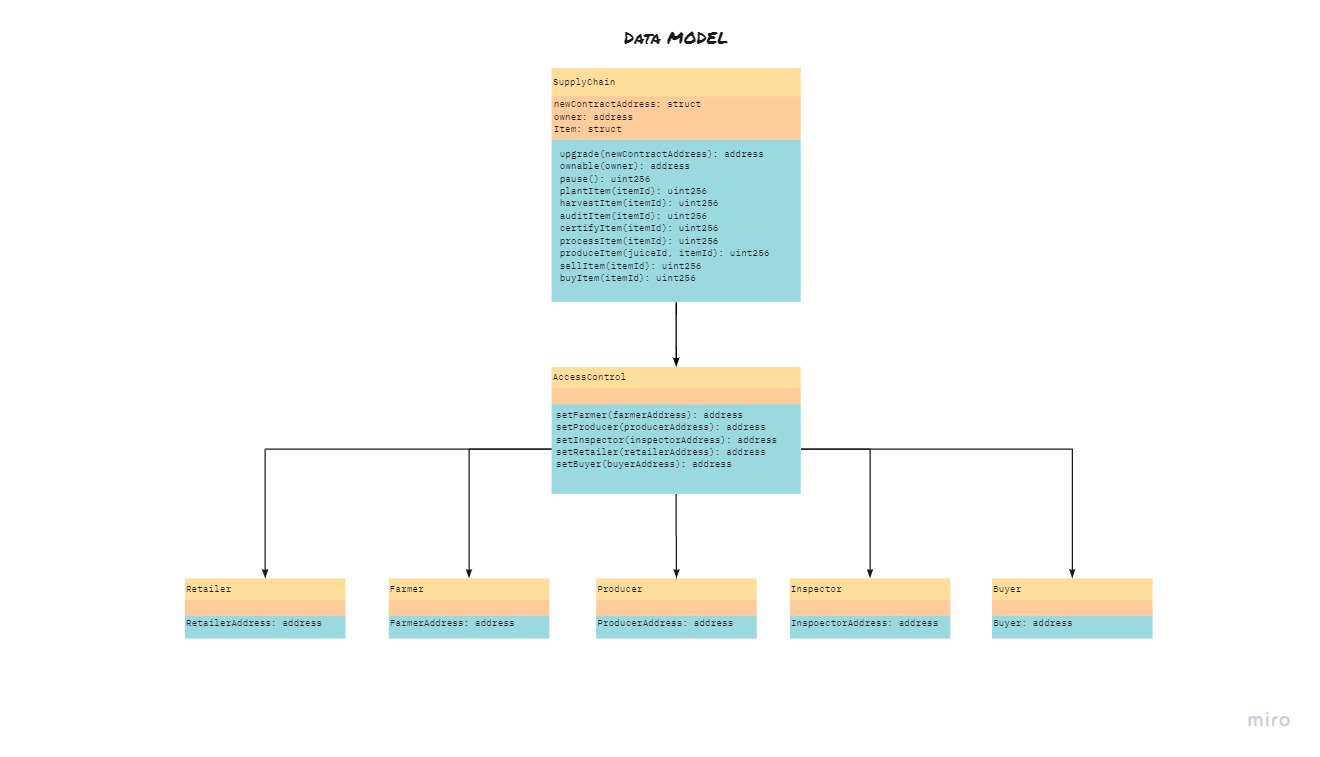 DATA MODEL
SupplyChain
newContractAddress: struct
owner: address
Item: struct
upgrade(newContractAddress): address
ownable(owner): address
pause(): uint256
plantItem(itemId): uint256
harvestItem(itemId): uint256
auditItem(itemId): uint256
certifyItem(itemId): uint256
processItem(itemId): uint256
produceItem(juiceId, itemId): uint256
sellItem(itemId): uint256
buyItem(itemId): uint256
AccessControl
setFarmer(farmerAddress): address
setProducer(producerAddress): address
setInspector(inspectorAddress): address
setRetailer(retailerAddress): address
setBuyer(buyerAddress): address
Retailer
RetailerAddress: address
Farmer
FarmerAddress: address
Producer
ProducerAddress: address
Inspector
InspoectorAddress: address
Buyer
Buyer: address
miro